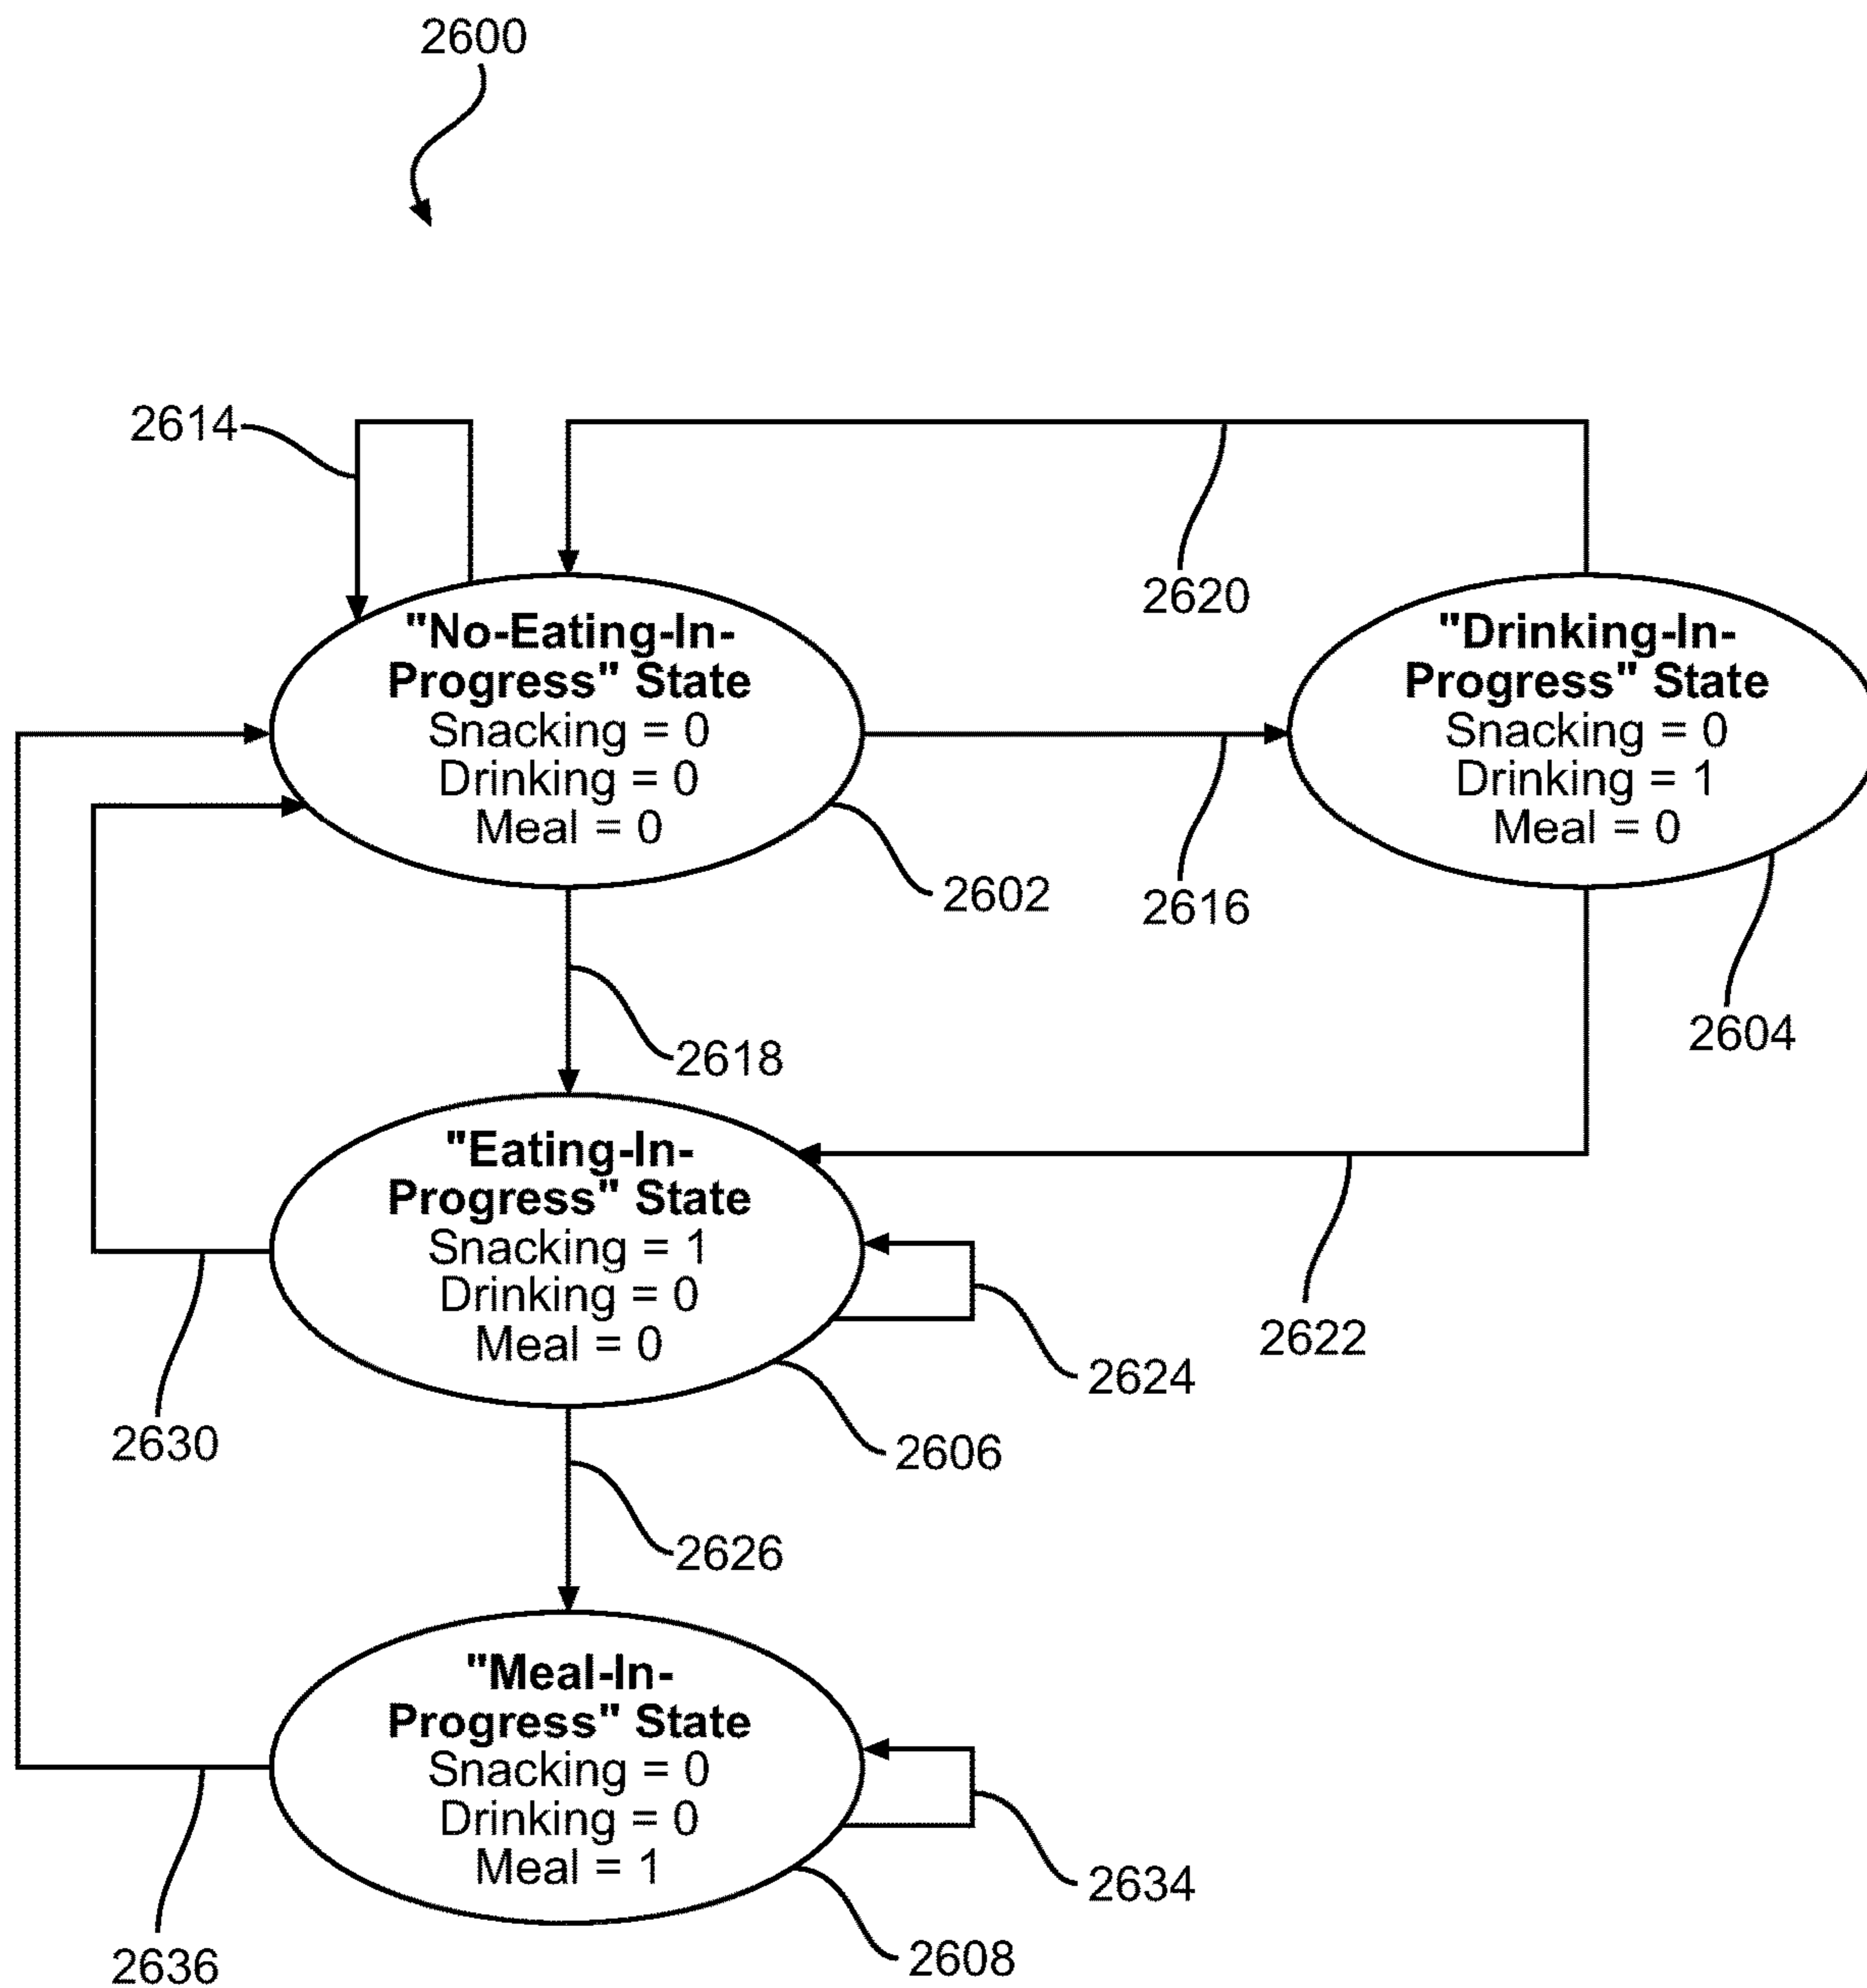 2600
2614
2620
"No-Eating-In-
Progress" State
Snacking = 0
Drinking = 0
Meal = 0
2602
2616
"Drinking-In-
Progress" State
Snacking = 0
Drinking = 1
Meal = 0
2604
2618
"Eating-In-
Progress" State
Snacking = 1
Drinking = 0
Meal = 0
2622
2624
2630
2606
2626
"Meal-In-
Progress" State
Snacking = 0
Drinking = 0
Meal = 1
2634
2636
2608